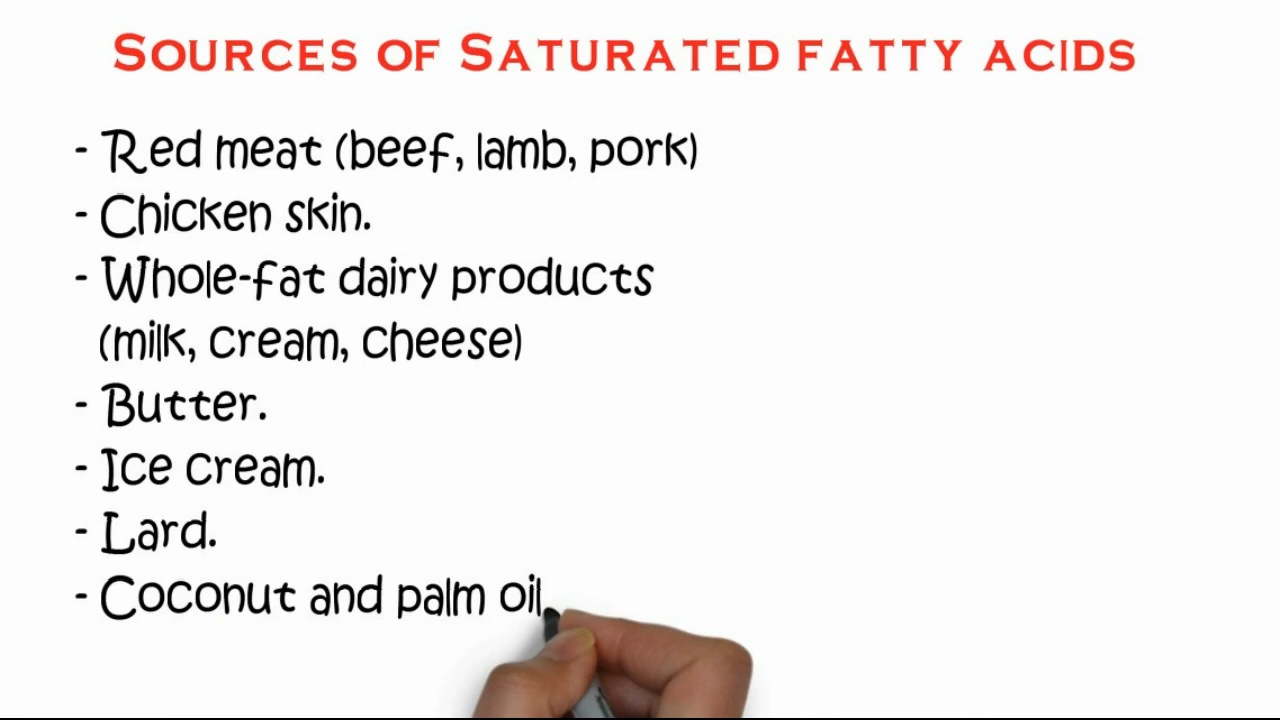 Sources of Saturated fatty acids
- Red meat (beef, lamb, pork)
- Chicken skin.
- Whole-fat dairy products
(milk, cream, cheese)
- Butter.
- Ice cream.
- Lard.
- Coconut and palm oil